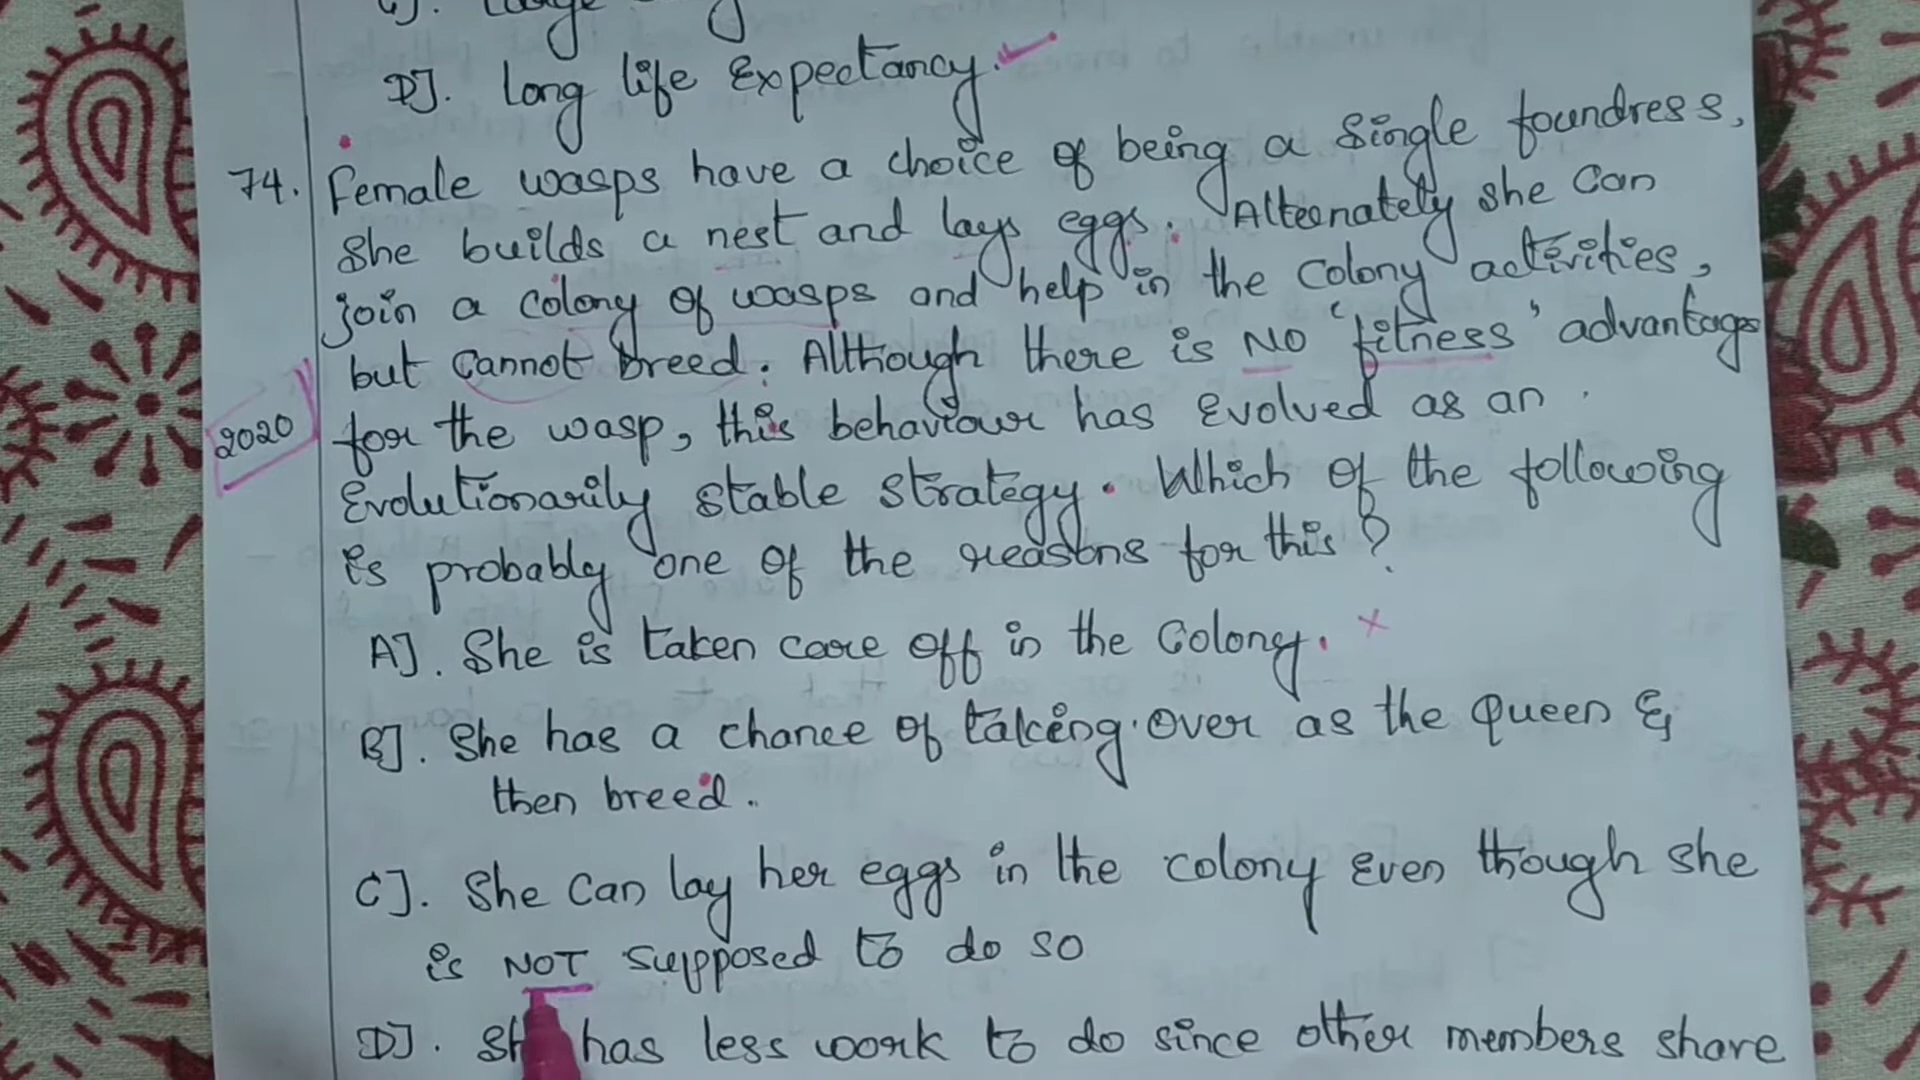 C]. Large
D]. Long life Expectancy.
74. Female wasps have a choice of being a Single foundress,
She builds a nest and lays eggs. Alternately she can
join a colony of wasps and help in the colony activities,
but cannot breed. Although there is NO 'fitness' advantage
2020 for the wasp, this behaviour has Evolved as an
Evolutionarily stable strategy. Which of the following
is probably one of the reasons for this?
A]. She is taken care off in the colony.
B]. She has a chance of taking over as the queen &
then breed.
C]. She can lay her eggs in the colony Even though she
is NOT supposed to do so
D]. has less work to do since other members share